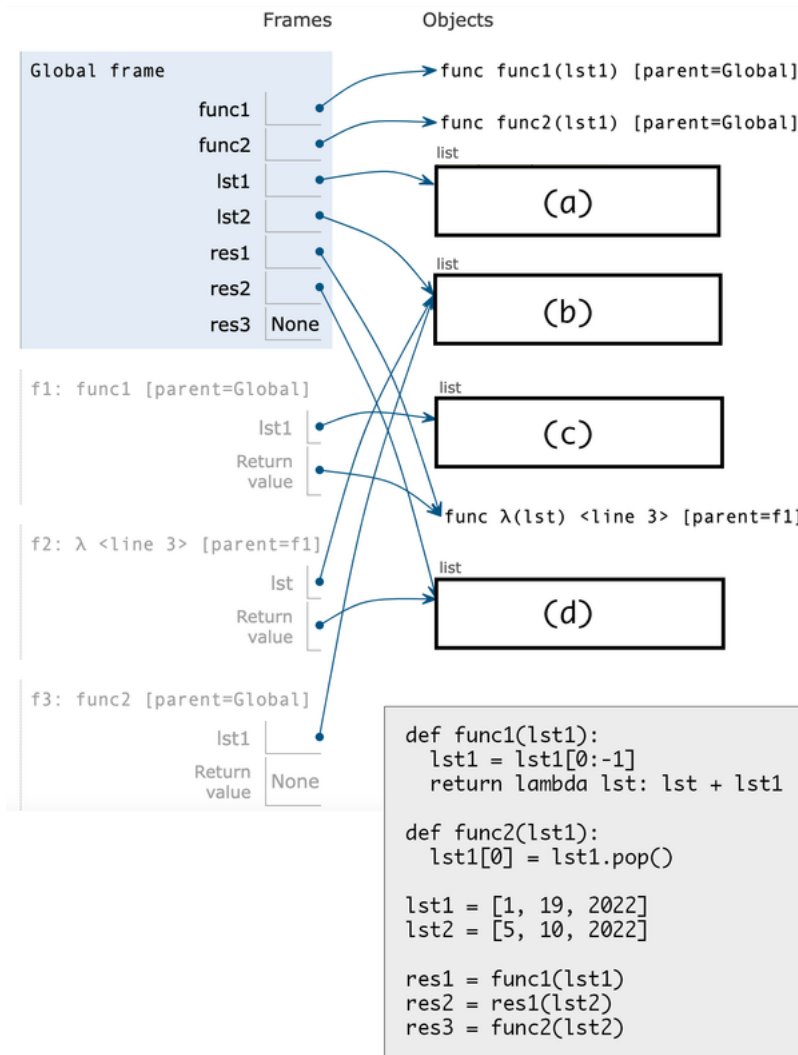 Frames Objects
Global frame
func func1(lst1) [parent=Global]
func1
func2
func func2(lst1) [parent=Global]
list
lst1
(a)
lst2
res1
list
res2
(b)
res3 None
f1: func1 [parent=Global]
list
lst1
(c)
Return
value
func λ(lst) <line 3> [parent=f1]
f2: λ <line 3> [parent=f1]
list
lst
(d)
Return
value
f3: func2 [parent=Global]
lst1
Return
value None
def func1(lst1):
  lst1 = lst1[0:-1]
  return lambda lst: lst + lst1
def func2(lst1):
  lst1[0] = lst1.pop()
lst1 = [1, 19, 2022]
lst2 = [5, 10, 2022]
res1 = func1(lst1)
res2 = res1(lst2)
res3 = func2(lst2)